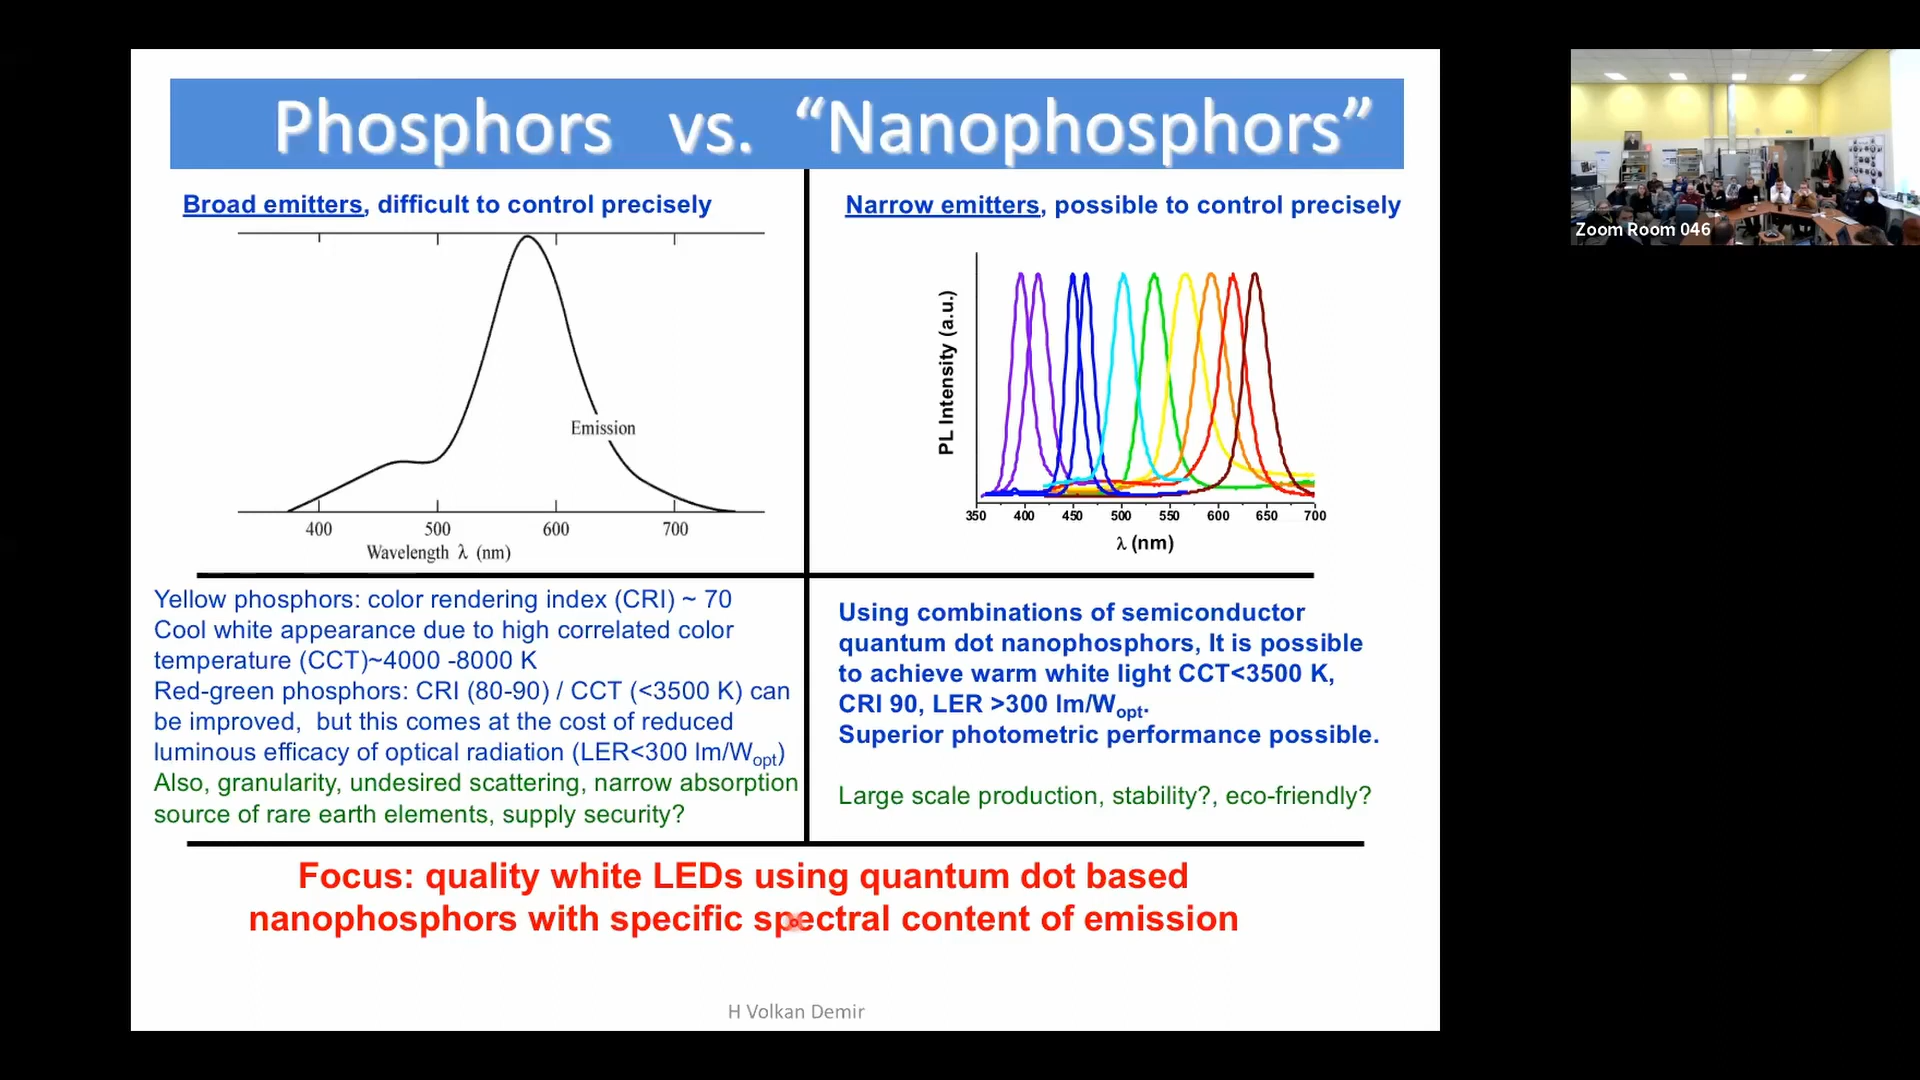 Phosphors vs. “Nanophosphors”
Broad emitters, difficult to control precisely
Emission
400 500 600 700
Wavelength λ (nm)
Narrow emitters, possible to control precisely
PL Intensity (a.u.)
350 400 450 500 550 600 650 700
λ (nm)
Yellow phosphors: color rendering index (CRI) ~ 70
Cool white appearance due to high correlated color
temperature (CCT)~4000 -8000 K
Red-green phosphors: CRI (80-90) / CCT (<3500 K) can
be improved, but this comes at the cost of reduced
luminous efficacy of optical radiation (LER<300 lm/Wopt)
Also, granularity, undesired scattering, narrow absorption
source of rare earth elements, supply security?
Using combinations of semiconductor
quantum dot nanophosphors, It is possible
to achieve warm white light CCT<3500 K,
CRI 90, LER >300 lm/Wopt.
Superior photometric performance possible.
Large scale production, stability?, eco-friendly?
Focus: quality white LEDs using quantum dot based
nanophosphors with specific spectral content of emission
H Volkan Demir
Zoom Room 046